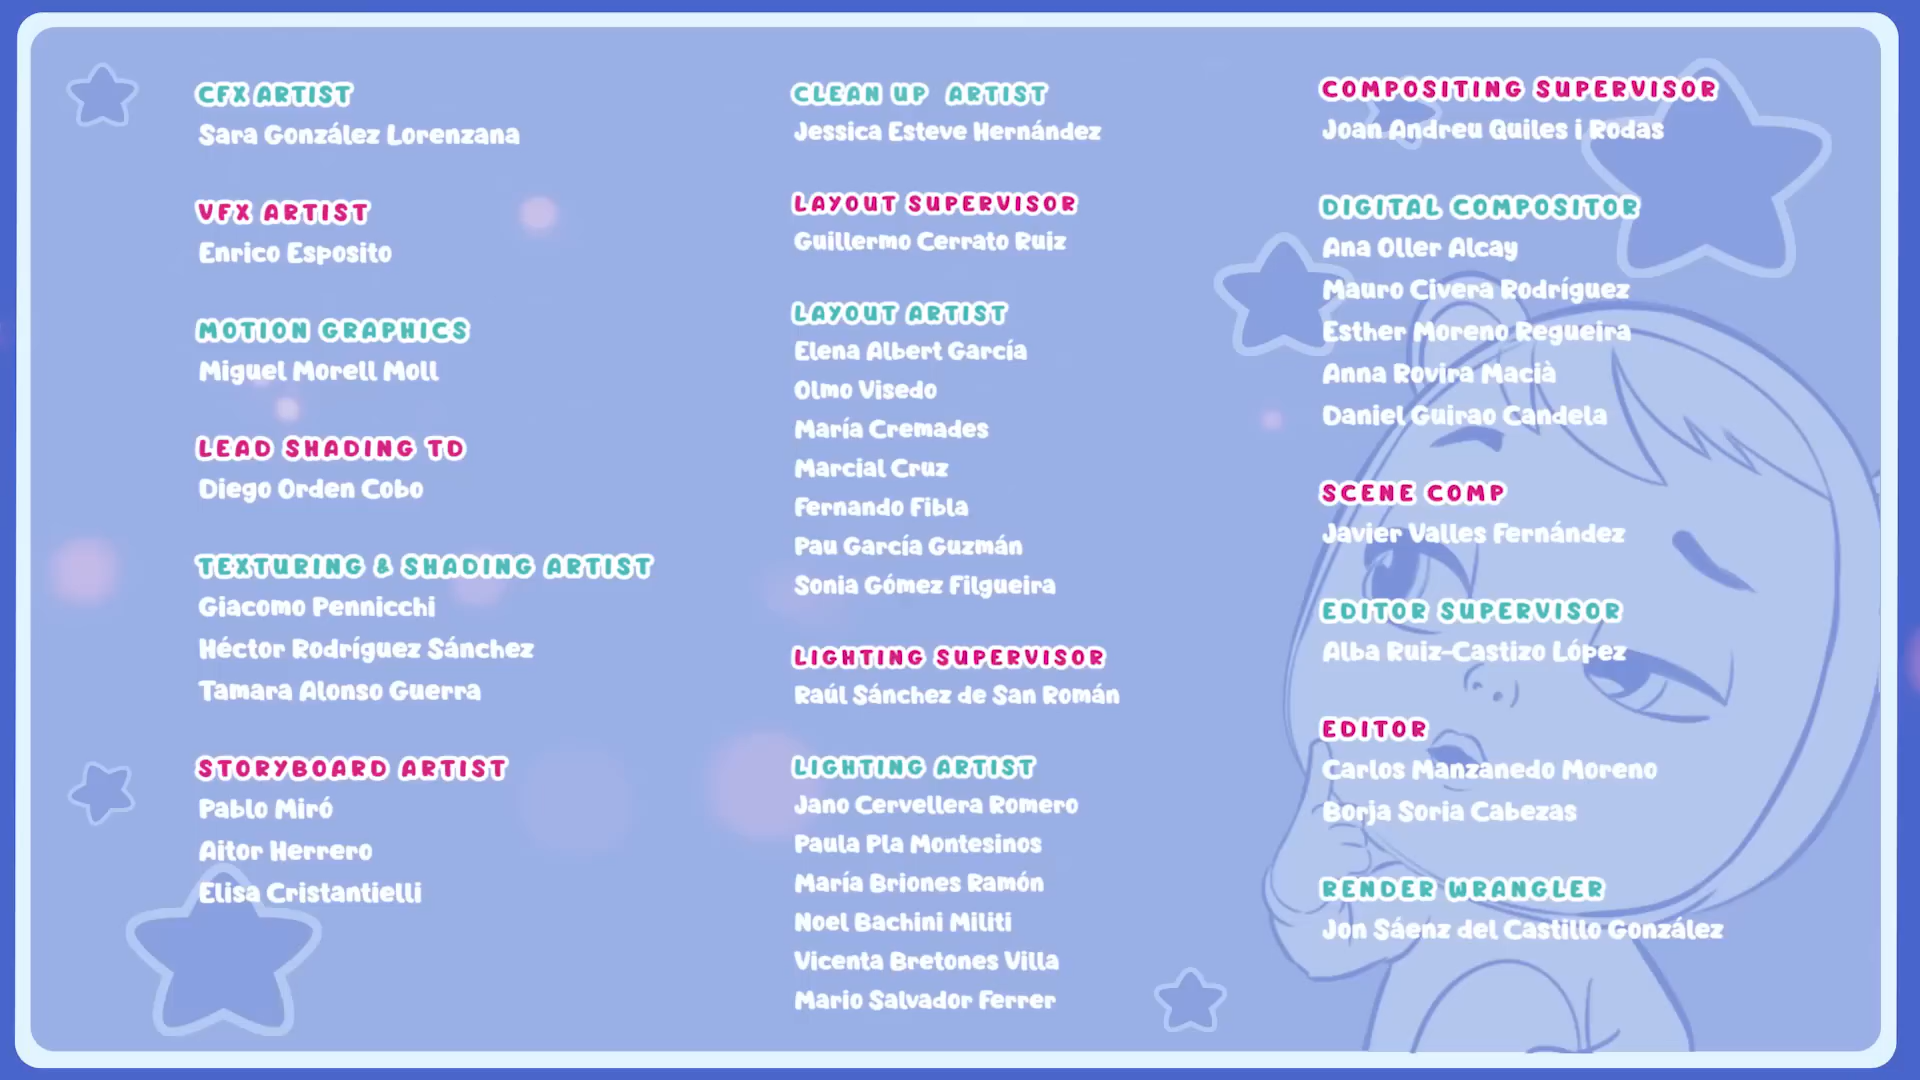 CFX ARTIST
Sara González Lorenzana
VFX ARTIST
Enrico Esposito
MOTION GRAPHICS
Miguel Morell Moll
LEAD SHADING TD
Diego Orden Cobo
TEXTURING & SHADING ARTIST
Giacomo Pennicchi
Héctor Rodríguez Sánchez
Tamara Alonso Guerra
STORYBOARD ARTIST
Pablo Miró
Aitor Herrero
Elisa Cristantielli
CLEAN UP ARTIST
Jessica Esteve Hernández
LAYOUT SUPERVISOR
Guillermo Cerrato Ruiz
LAYOUT ARTIST
Elena Albert García
Olmo Visedo
María Cremades
Marcial Cruz
Fernando Fibla
Pau García Guzmán
Sonia Gómez Filgueira
LIGHTING SUPERVISOR
Raúl Sánchez de San Román
LIGHTING ARTIST
Jano Cervellera Romero
Paula Pla Montesinos
María Briones Ramón
Noel Bachini Militi
Vicenta Bretones Villa
Mario Salvador Ferrer
COMPOSITING SUPERVISOR
Joan Andreu Quiles i Rodas
DIGITAL COMPOSITOR
Ana Oller Alcay
Mauro Civera Rodríguez
Esther Moreno Regueira
Anna Rovira Macià
Daniel Guirao Candela
SCENE COMP
Javier Valles Fernández
EDITOR SUPERVISOR
Alba Ruiz-Castizo López
EDITOR
Carlos Manzanedo Moreno
Borja Soria Cabezas
RENDER WRANGLER
Jon Sáenz del Castillo González